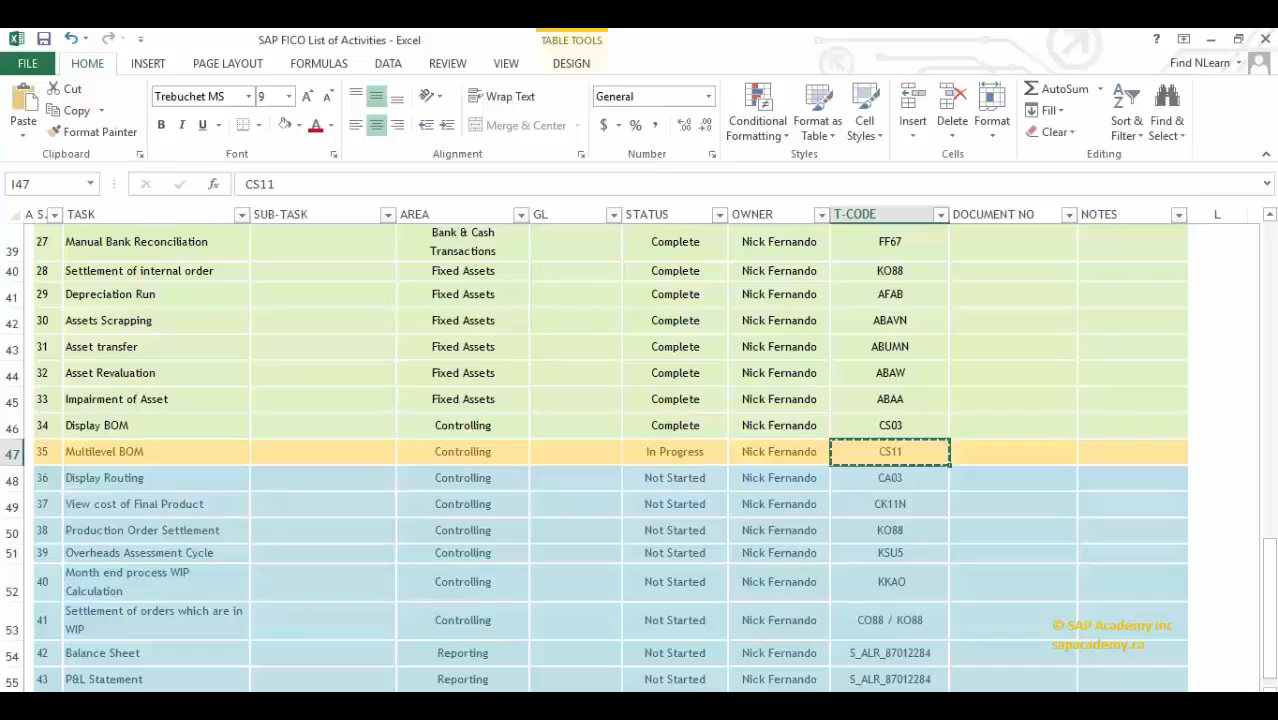 SAP FICO List of Activities - Excel
TABLE TOOLS
?
FILE
HOME
INSERT
PAGE LAYOUT
FORMULAS
DATA
REVIEW
VIEW
DESIGN
Find NLearn
Paste
Cut
Copy
Format Painter
Clipboard
Trebuchet MS
9
B I U
Font
Wrap Text
Merge & Center
Alignment
General
$ % ,
Number
Conditional
Formatting
Format as
Table
Cell
Styles
Styles
Insert
Delete
Format
Cells
AutoSum
Fill
Clear
Sort &
Filter
Find &
Select
Editing
I47
fx
CS11
A S. TASK SUB-TASK AREA GL STATUS OWNER T-CODE DOCUMENT NO NOTES L
39 27 Manual Bank Reconciliation Bank & Cash
Transactions Complete Nick Fernando FF67
40 28 Settlement of internal order Fixed Assets Complete Nick Fernando KO88
41 29 Depreciation Run Fixed Assets Complete Nick Fernando AFAB
42 30 Assets Scrapping Fixed Assets Complete Nick Fernando ABAVN
43 31 Asset transfer Fixed Assets Complete Nick Fernando ABUMN
44 32 Asset Revaluation Fixed Assets Complete Nick Fernando ABAW
45 33 Impairment of Asset Fixed Assets Complete Nick Fernando ABAA
46 34 Display BOM Controlling Complete Nick Fernando CS03
47 35 Multilevel BOM Controlling In Progress Nick Fernando CS11
48 36 Display Routing Controlling Not Started Nick Fernando CA03
49 37 View cost of Final Product Controlling Not Started Nick Fernando CK11N
50 38 Production Order Settlement Controlling Not Started Nick Fernando KO88
51 39 Overheads Assessment Cycle Controlling Not Started Nick Fernando KSU5
52 40 Month end process WIP
Calculation Controlling Not Started Nick Fernando KKAO
53 41 Settlement of orders which are in
WIP Controlling Not Started Nick Fernando CO88 / KO88
54 42 Balance Sheet Reporting Not Started Nick Fernando S_ALR_87012284
55 43 P&L Statement Reporting Not Started Nick Fernando S_ALR_87012284
© SAP Academy inc
sapacademy.ca